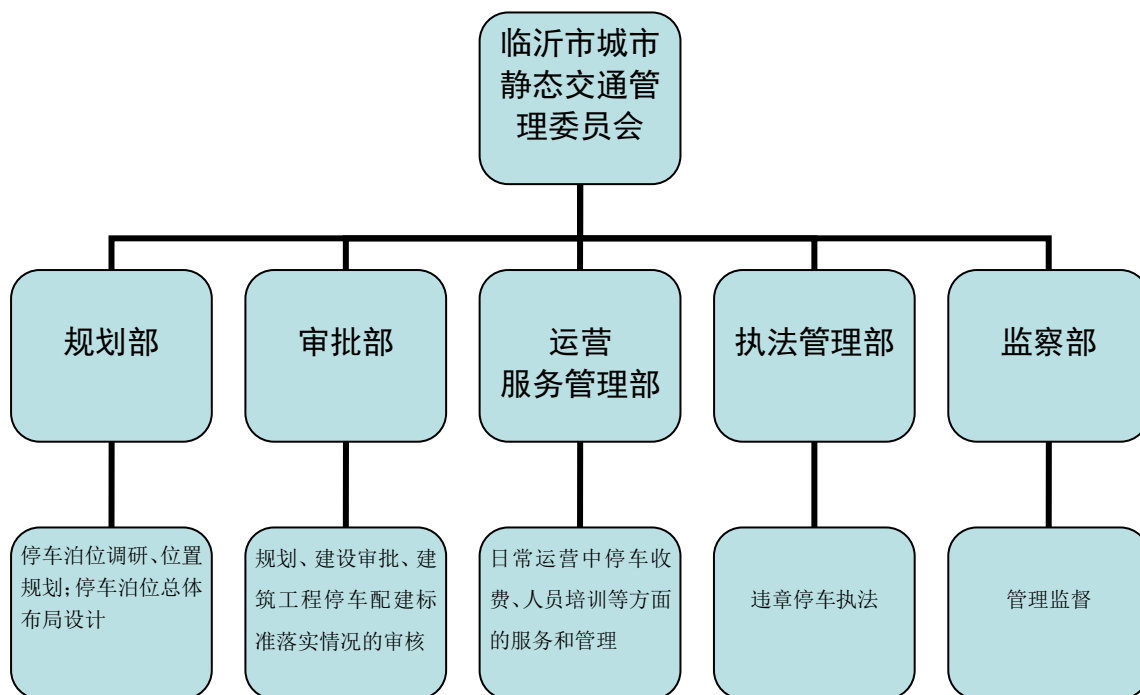 临沂市城市
静态交通管
理委员会
规划部
审批部
运营
服务管理部
执法管理部
监察部
停车泊位调研、位置
规划;停车泊位总体
布局设计
规划、建设审批、建
筑工程停车配建标
准落实情况的审核
日常运营中停车收
费、人员培训等方面
的服务和管理
违章停车执法
管理监督